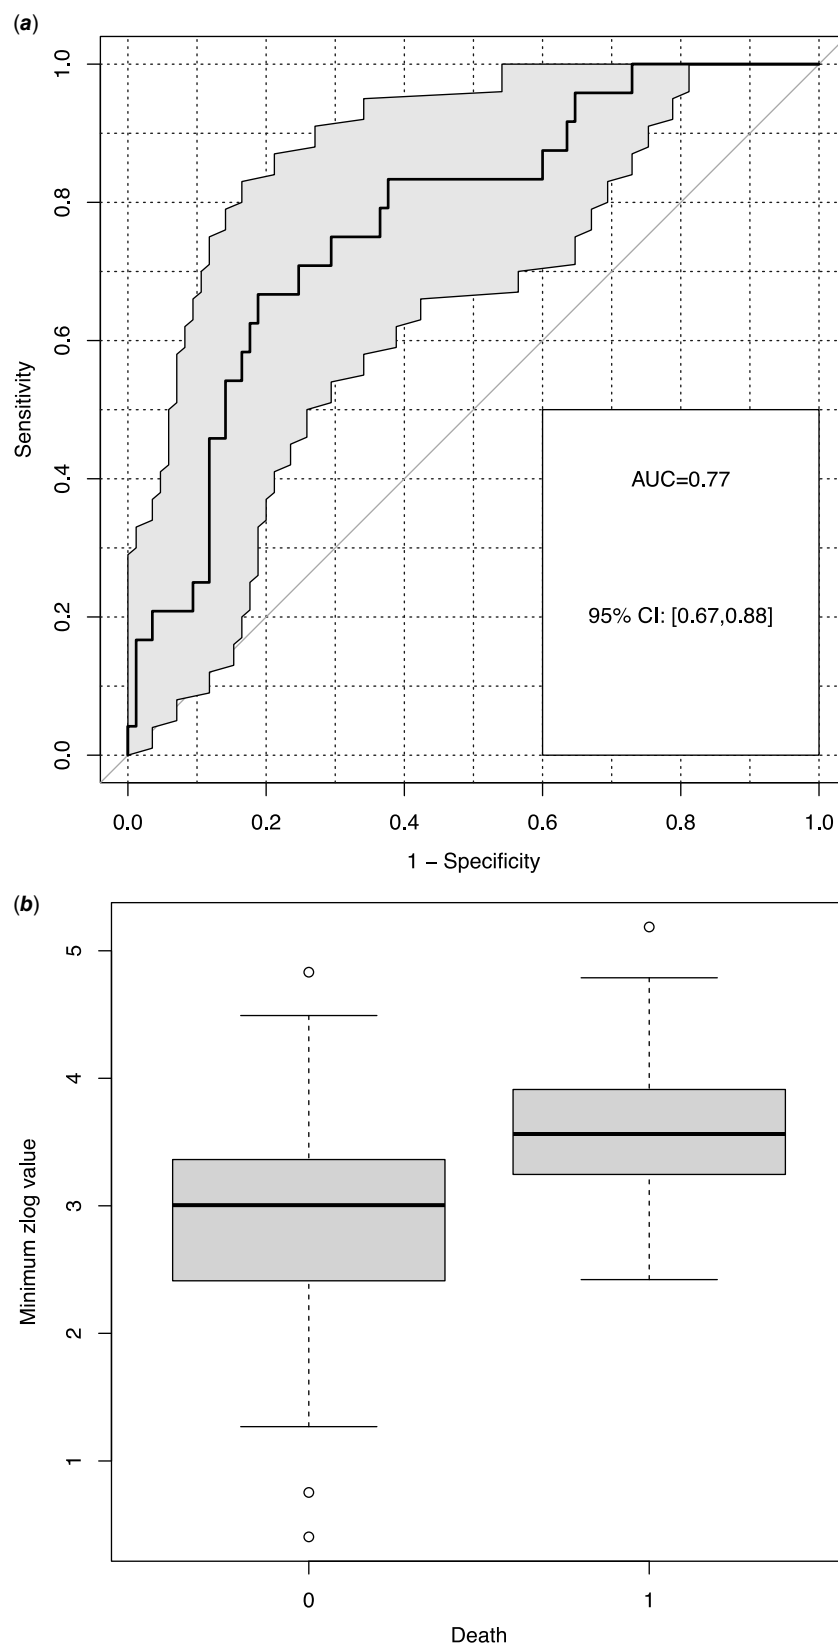 (a)
1.0
0.8
0.6
0.4
0.2
0.0
Sensitivity
AUC=0.77
95% CI: [0.67,0.88]
0.0 0.2 0.4 0.6 0.8 1.0
1 − Specificity
(b)
5
4
3
2
1
Minimum zlog value
0 1
Death